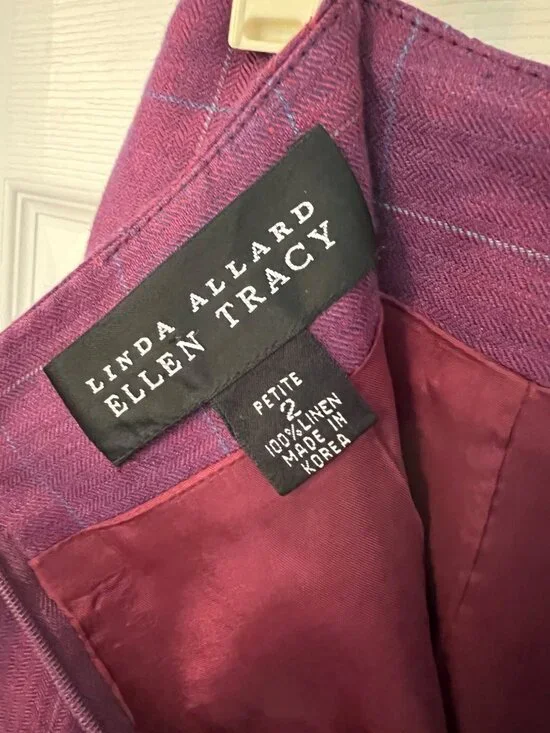 LINDA ALLARD
ELLEN TRACY
PETITE
2
100% LINEN
MADE IN
KOREA